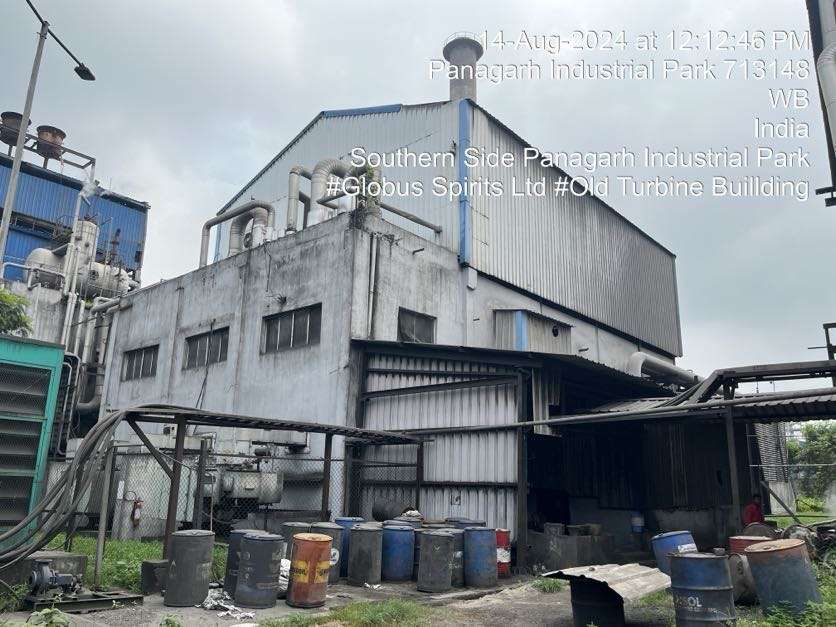 14-Aug-2024 at 12:12:46 PM
Panagarh Industrial Park 713148
WB
India
Southern Side Panagarh Industrial Park
#Globus Spirits Ltd #Old Turbine Buillding